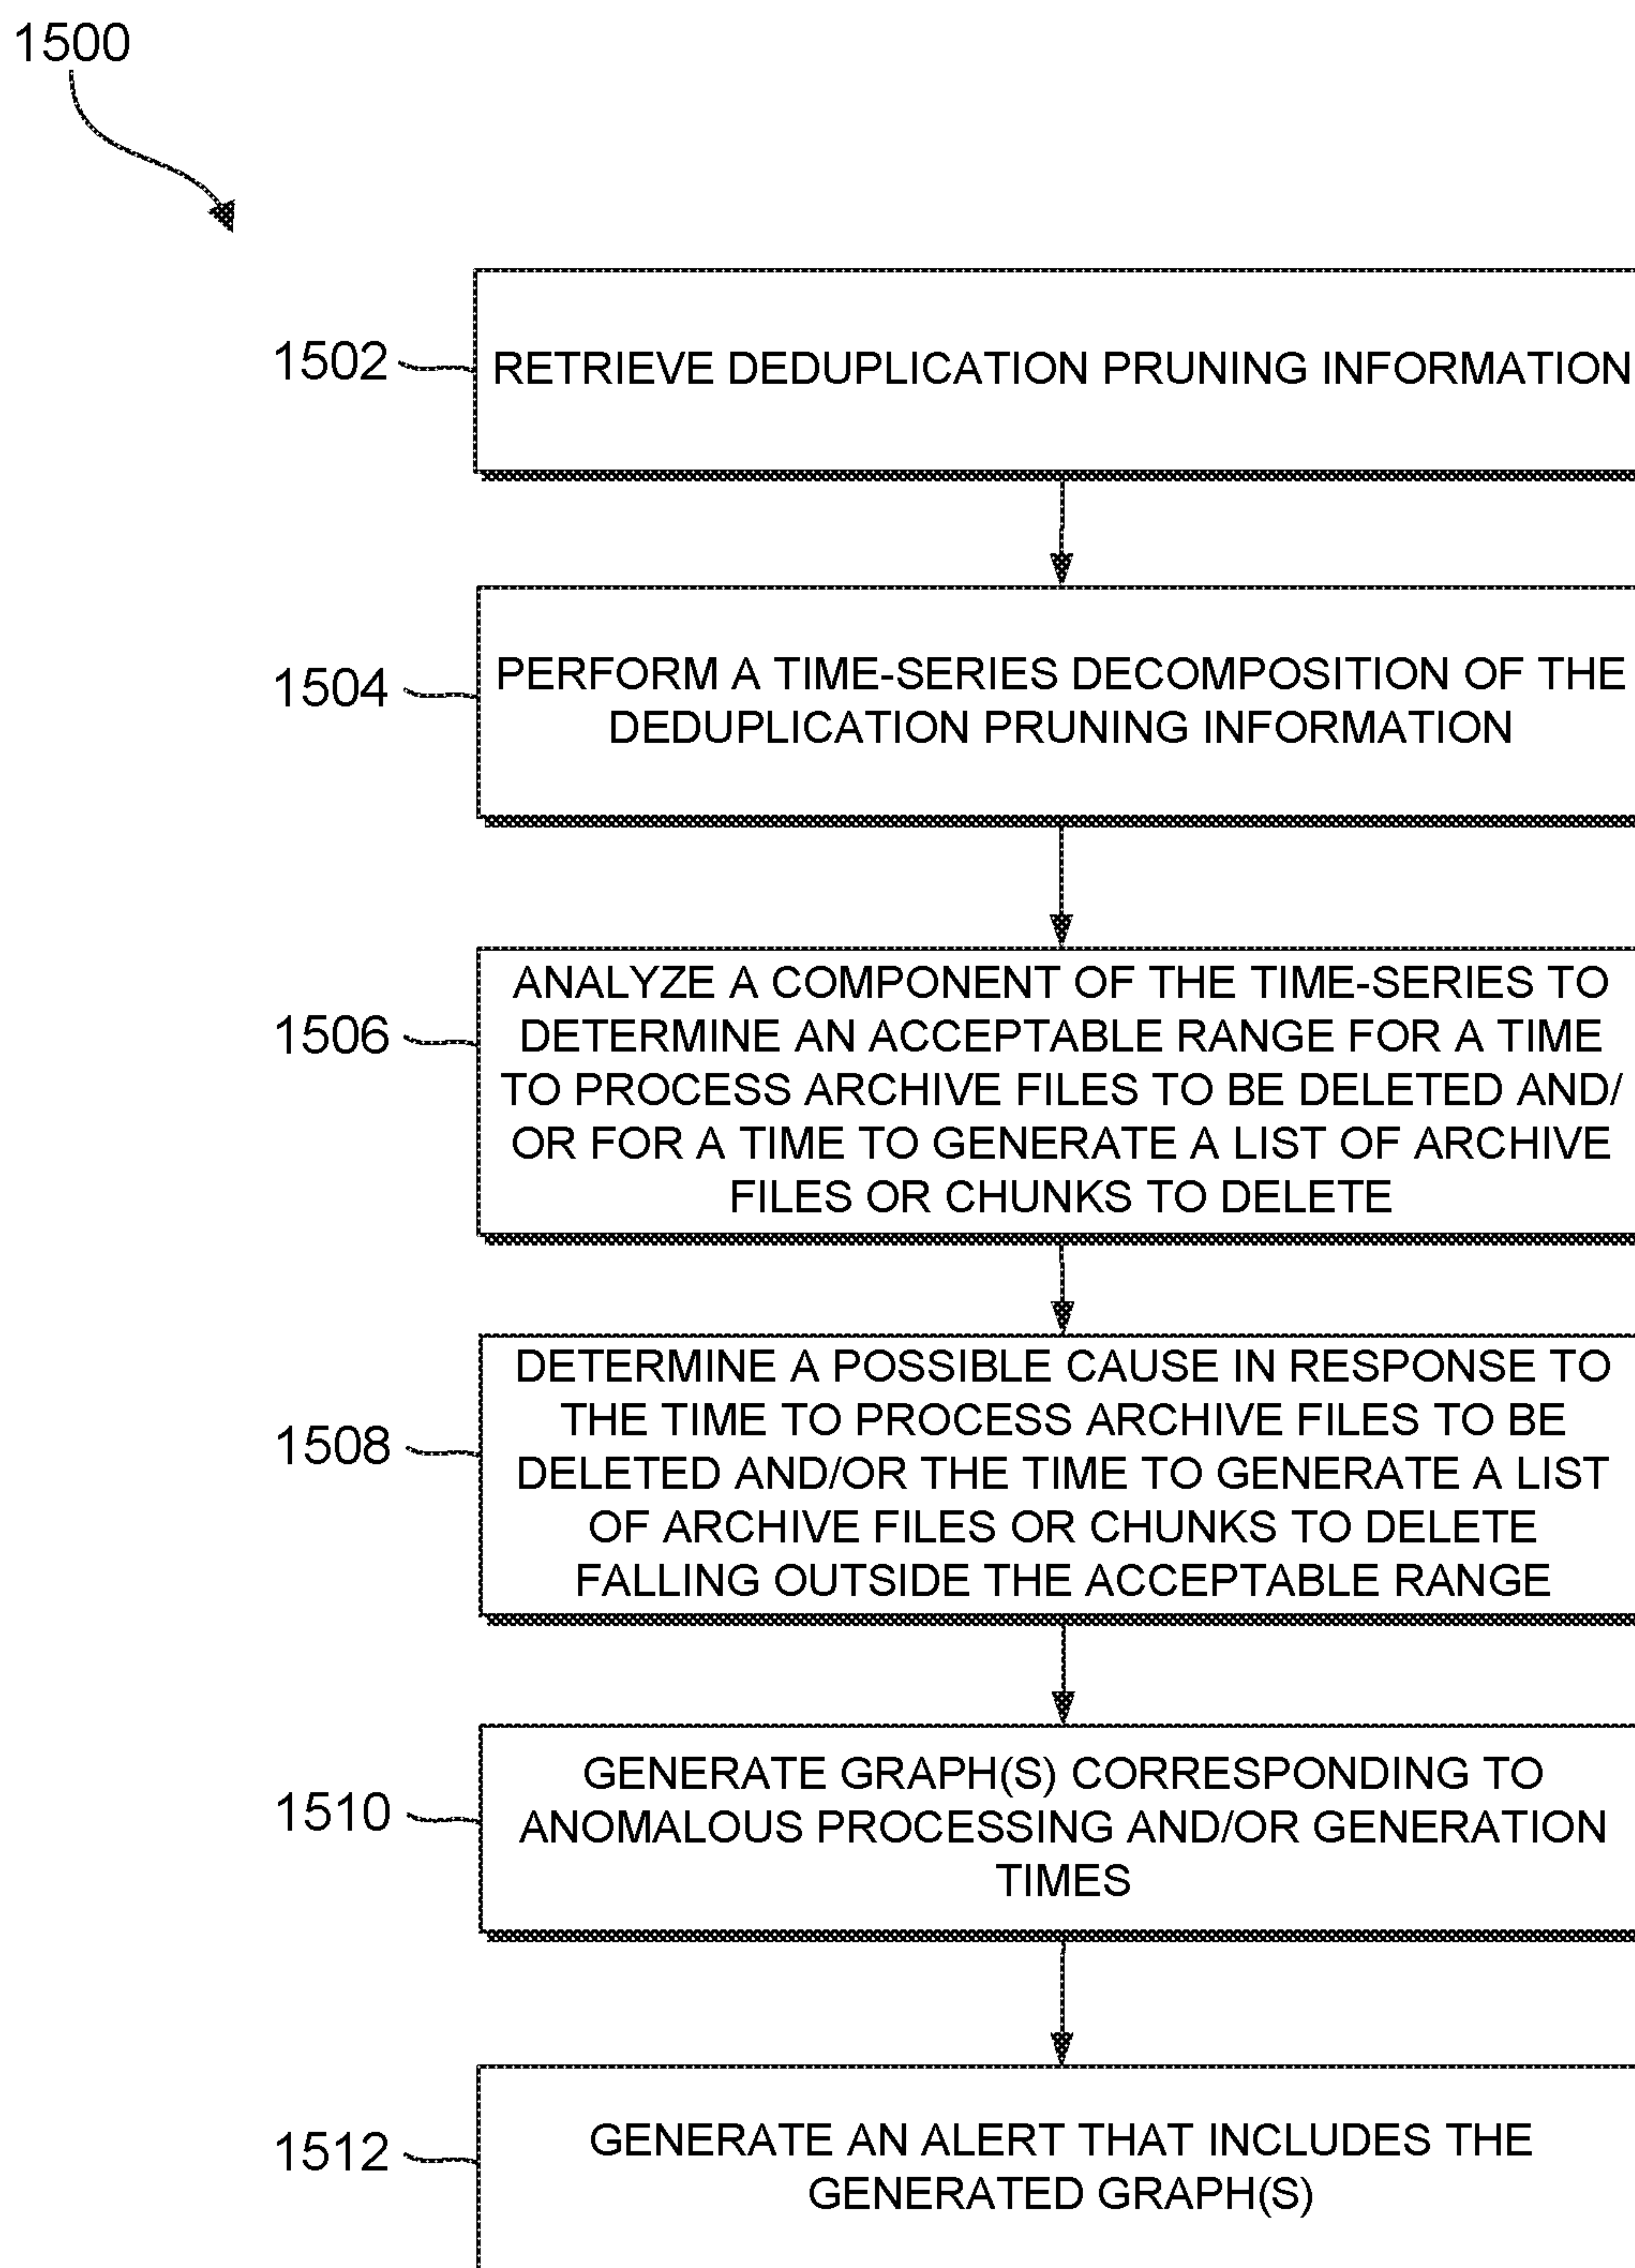 1500
1502
RETRIEVE DEDUPLICATION PRUNING INFORMATION
1504
PERFORM A TIME-SERIES DECOMPOSITION OF THE
DEDUPLICATION PRUNING INFORMATION
1506
ANALYZE A COMPONENT OF THE TIME-SERIES TO
DETERMINE AN ACCEPTABLE RANGE FOR A TIME
TO PROCESS ARCHIVE FILES TO BE DELETED AND/
OR FOR A TIME TO GENERATE A LIST OF ARCHIVE
FILES OR CHUNKS TO DELETE
1508
DETERMINE A POSSIBLE CAUSE IN RESPONSE TO
THE TIME TO PROCESS ARCHIVE FILES TO BE
DELETED AND/OR THE TIME TO GENERATE A LIST
OF ARCHIVE FILES OR CHUNKS TO DELETE
FALLING OUTSIDE THE ACCEPTABLE RANGE
1510
GENERATE GRAPH(S) CORRESPONDING TO
ANOMALOUS PROCESSING AND/OR GENERATION
TIMES
1512
GENERATE AN ALERT THAT INCLUDES THE
GENERATED GRAPH(S)